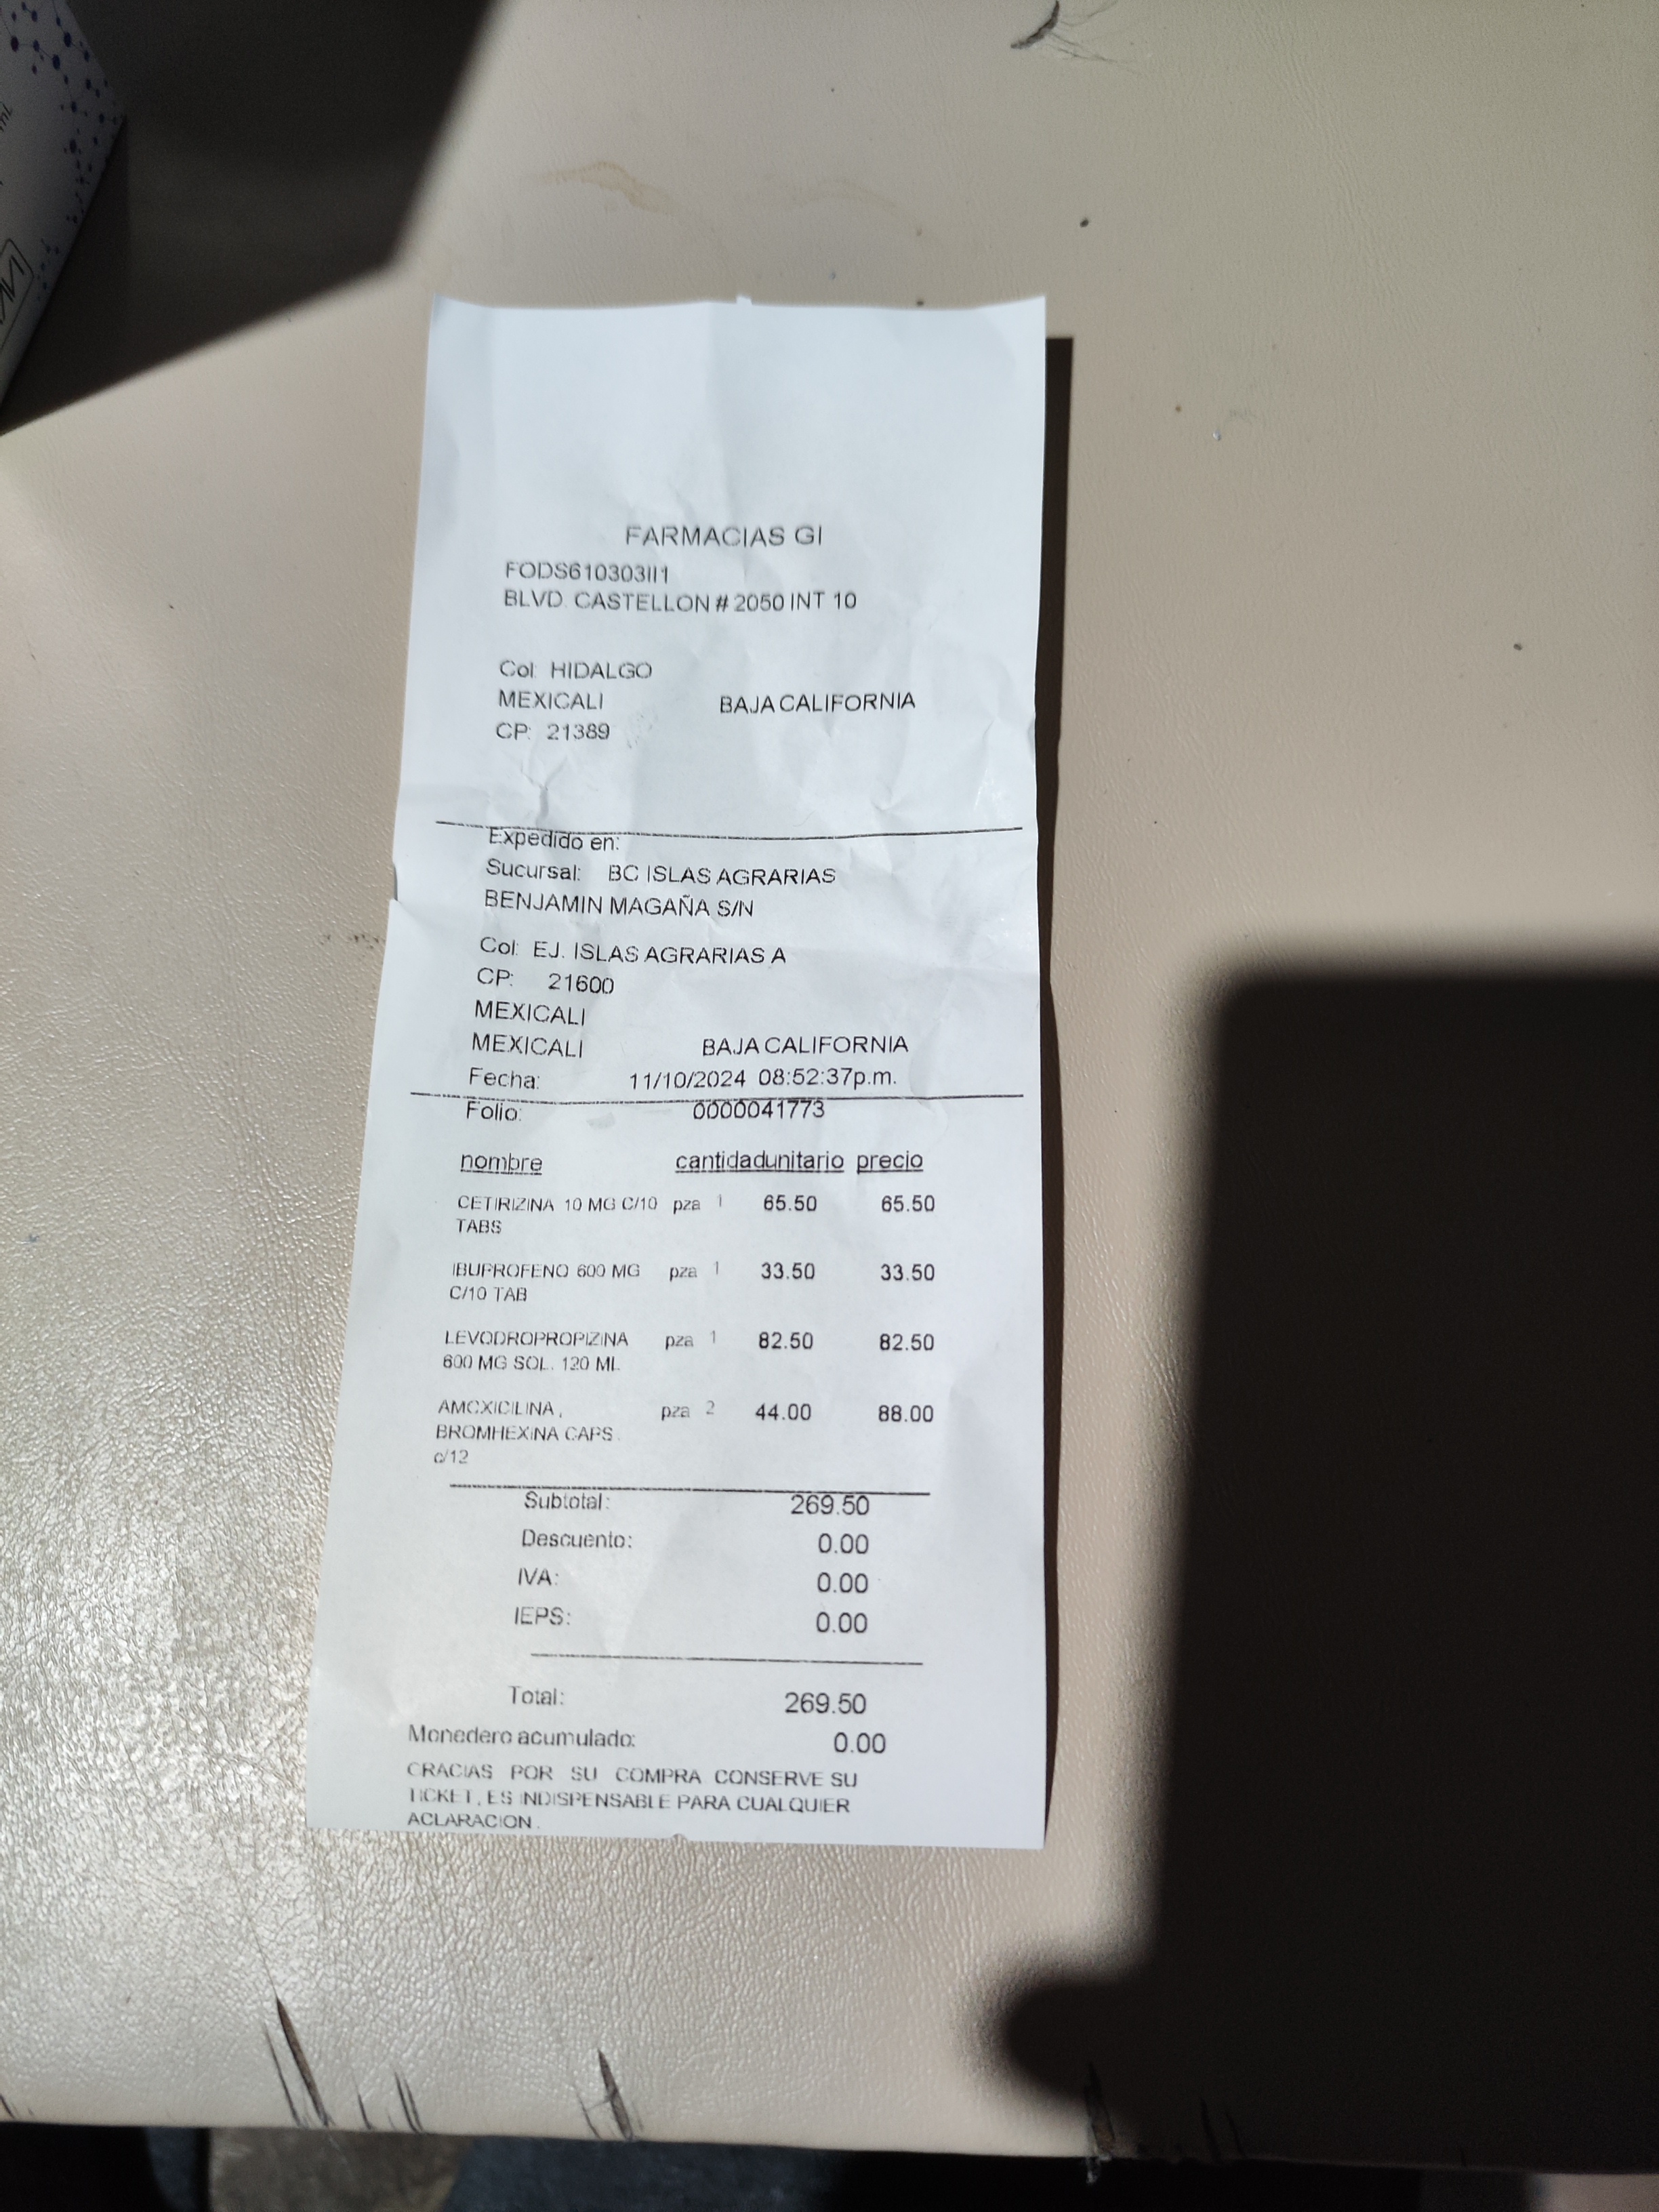 FARMACIAS GI
FODS610303II1
BLVD. CASTELLON # 2050 INT 10
Col: HIDALGO
MEXICALI BAJA CALIFORNIA
CP: 21389
Expedido en:
Sucursal: BC ISLAS AGRARIAS
BENJAMIN MAGAÑA S/N
Col: EJ. ISLAS AGRARIAS A
CP: 21600
MEXICALI
MEXICALI BAJA CALIFORNIA
Fecha: 11/10/2024 08:52:37p.m.
Folio: 0000041773
nombre cantidadunitario precio
CETIRIZINA 10 MG C/10 pza 1 65.50 65.50
TABS
IBUPROFENO 600 MG pza 1 33.50 33.50
C/10 TAB
LEVODROPROPIZINA pza 1 82.50 82.50
600 MG SOL. 120 ML
AMOXICILINA, pza 2 44.00 88.00
BROMHEXINA CAPS.
c/12
Subtotal: 269.50
Descuento: 0.00
IVA: 0.00
IEPS: 0.00
Total: 269.50
Monedero acumulado: 0.00
GRACIAS POR SU COMPRA CONSERVE SU
TICKET, ES INDISPENSABLE PARA CUALQUIER
ACLARACION.